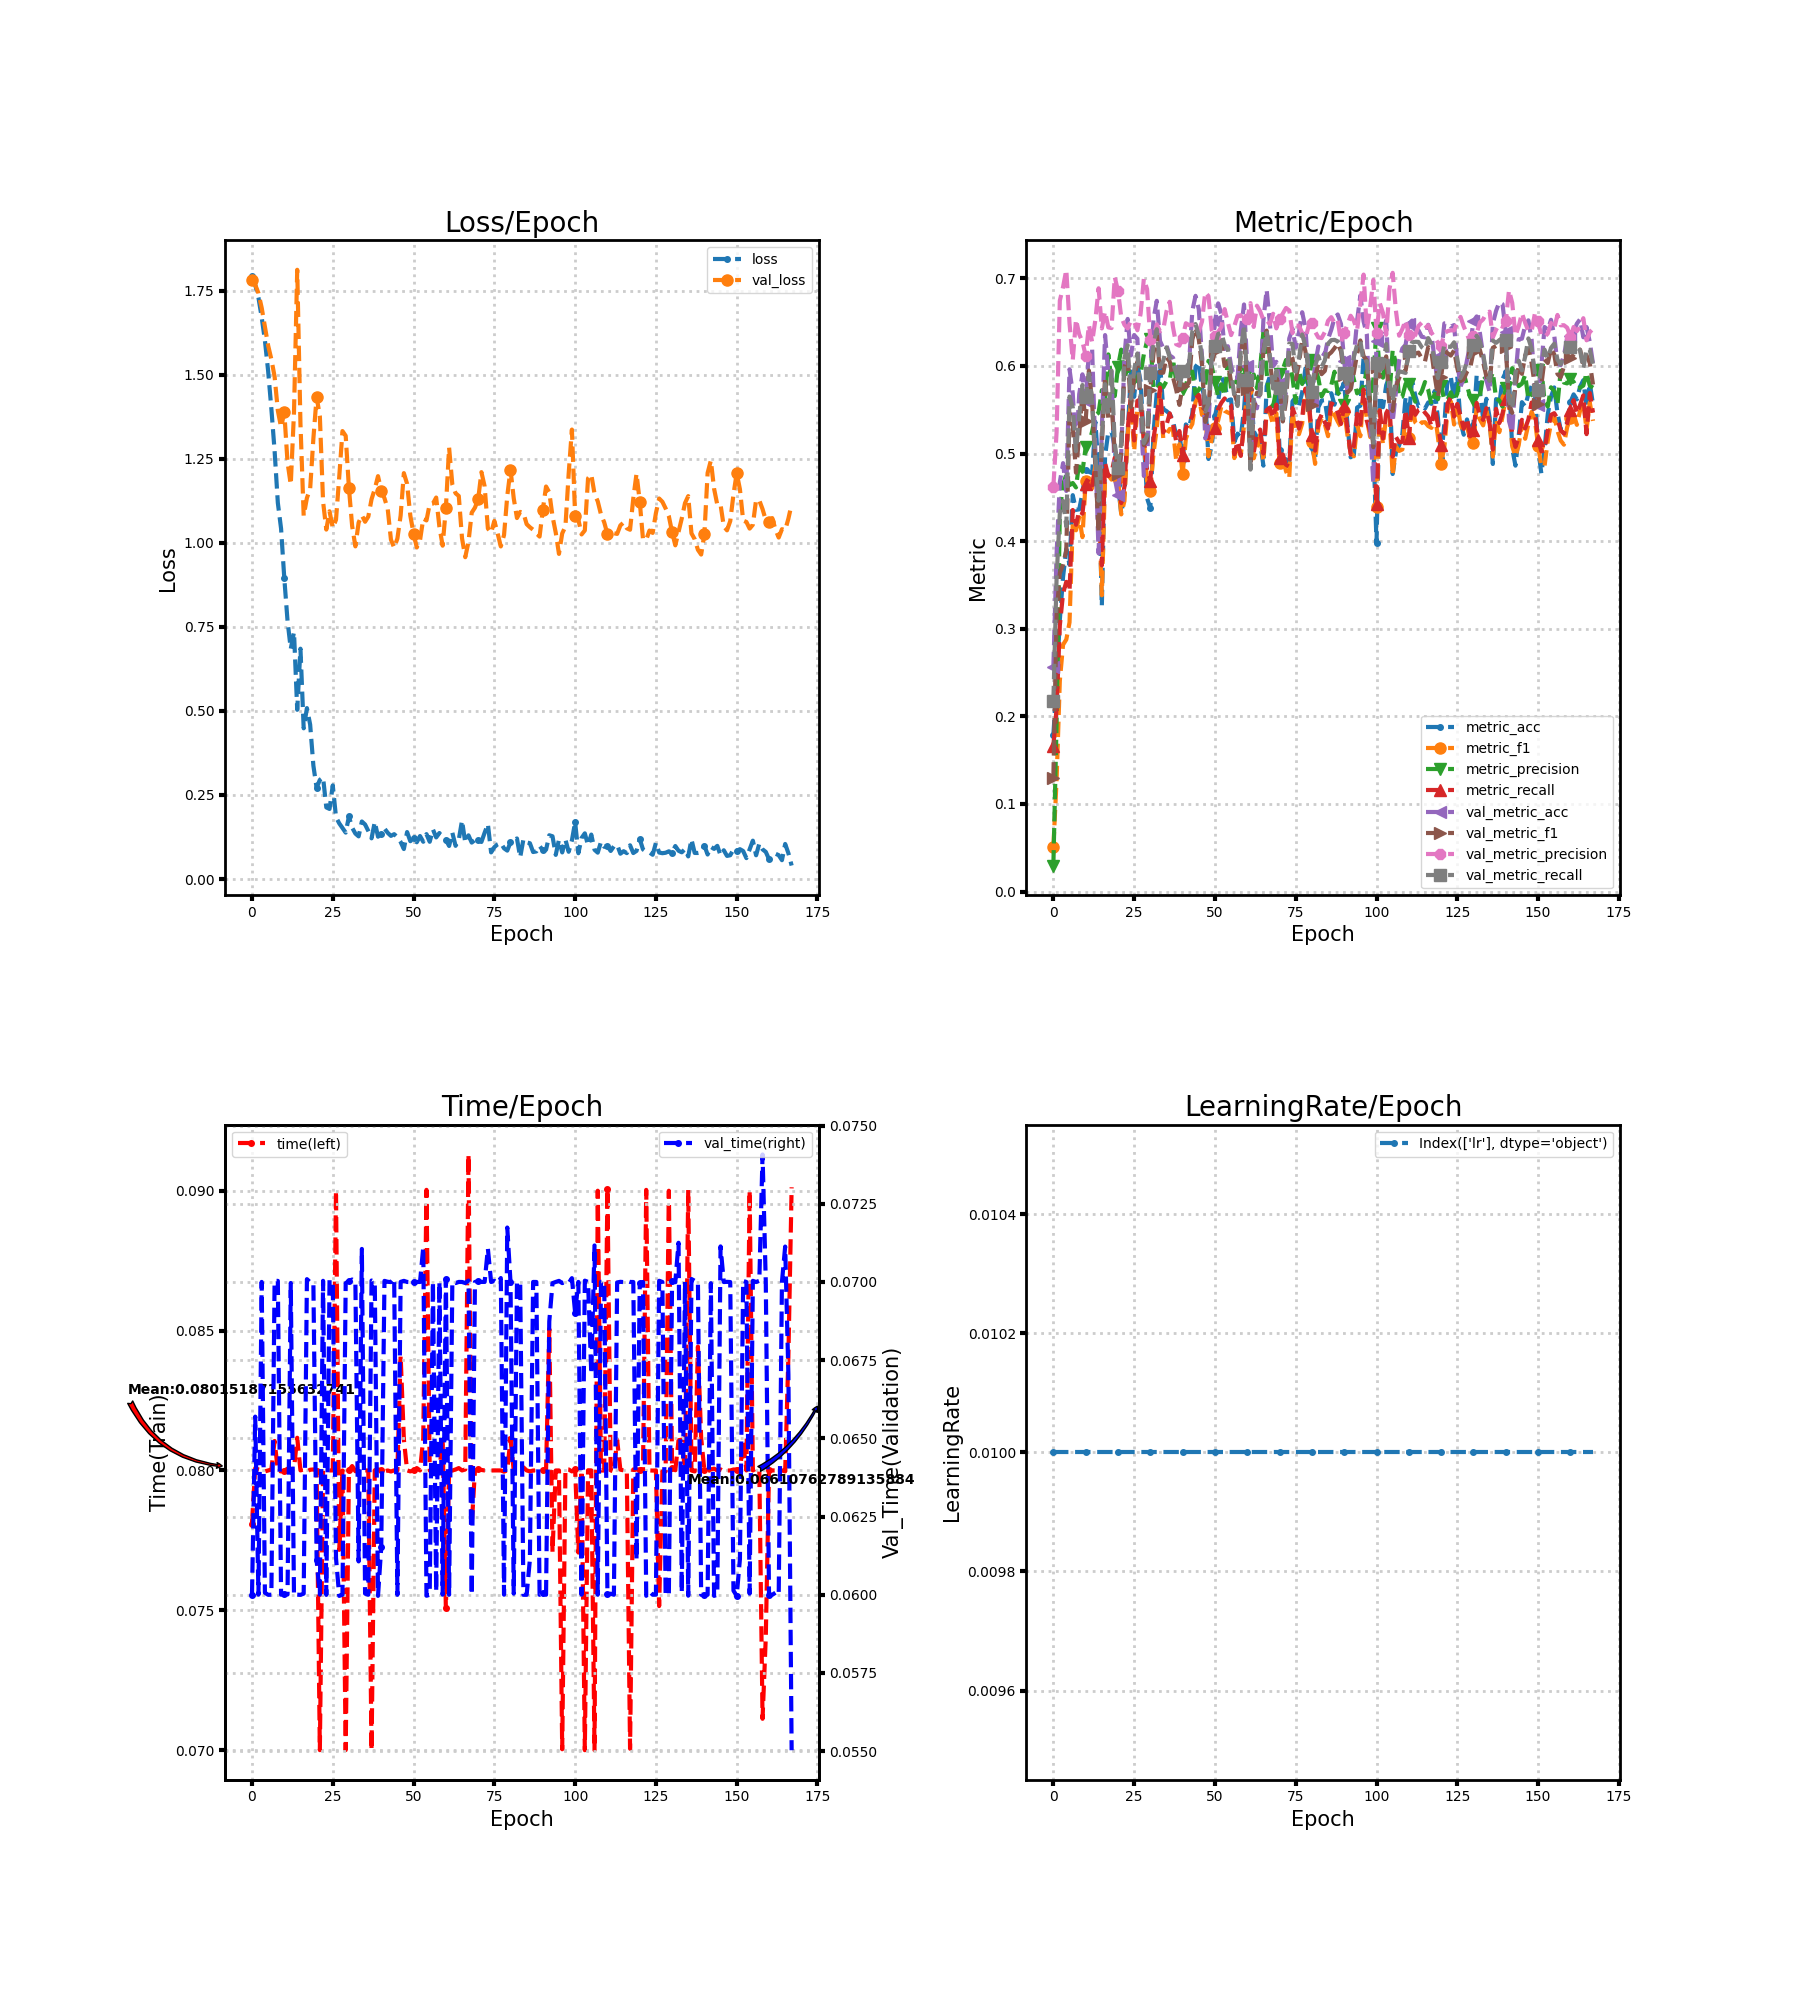 Loss/Epoch
loss
val_loss
1.75
1.50
1.25
1.00
0.75
0.50
0.25
0.00
Loss
0 25 50 75 100 125 150 175
Epoch
Metric/Epoch
0.7
0.6
0.5
0.4
0.3
0.2
0.1
0.0
Metric
metric_acc
metric_f1
metric_precision
metric_recall
val_metric_acc
val_metric_f1
val_metric_precision
val_metric_recall
0 25 50 75 100 125 150 175
Epoch
Time/Epoch
time(left)
val_time(right)
0.090
0.085
0.080
0.075
0.070
Time(Train)
0.0750
0.0725
0.0700
0.0675
0.0650
0.0625
0.0600
0.0575
0.0550
Val_Time(Validation)
0 25 50 75 100 125 150 175
Epoch
LearningRate/Epoch
Index(['lr'], dtype='object')
0.0104
0.0102
0.0100
0.0098
0.0096
LearningRate
0 25 50 75 100 125 150 175
Epoch